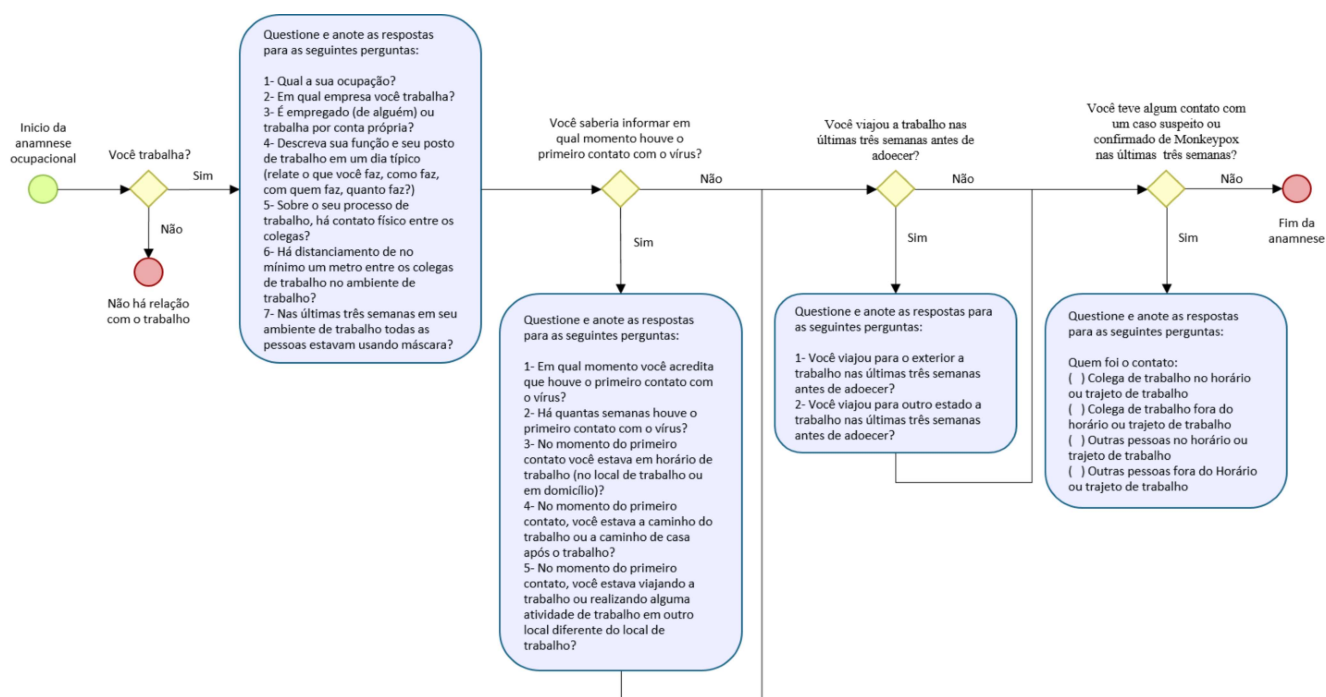 Inicio da
anamnese
ocupacional
Você trabalha?
Sim
Não
Não há relação
com o trabalho
Questione e anote as respostas
para as seguintes perguntas:
1- Qual a sua ocupação?
2- Em qual empresa você trabalha?
3- É empregado (de alguém) ou
trabalha por conta própria?
4- Descreva sua função e seu posto
de trabalho em um dia típico
(relate o que você faz, como faz,
com quem faz, quanto faz?)
5- Sobre o seu processo de
trabalho, há contato físico entre os
colegas?
6- Há distanciamento de no
mínimo um metro entre os colegas
de trabalho no ambiente de
trabalho?
7- Nas últimas três semanas em seu
ambiente de trabalho todas as
pessoas estavam usando máscara?
Você saberia informar em
qual momento houve o
primeiro contato com o vírus?
Não
Sim
Questione e anote as respostas
para as seguintes perguntas:
1- Em qual momento você acredita
que houve o primeiro contato com
o vírus?
2- Há quantas semanas houve o
primeiro contato com o vírus?
3- No momento do primeiro
contato você estava em horário de
trabalho (no local de trabalho ou
em domicílio)?
4- No momento do primeiro
contato, você estava a caminho do
trabalho ou a caminho de casa
após o trabalho?
5- No momento do primeiro
contato, você estava viajando a
trabalho ou realizando alguma
atividade de trabalho em outro
local diferente do local de
trabalho?
Você viajou a trabalho nas
últimas três semanas antes de
adoecer?
Não
Sim
Questione e anote as respostas para
as seguintes perguntas:
1- Você viajou para o exterior a
trabalho nas últimas três semanas
antes de adoecer?
2- Você viajou para outro estado a
trabalho nas últimas três semanas
antes de adoecer?
Você teve algum contato com
um caso suspeito ou
confirmado de Monkeypox
nas últimas três semanas?
Não
Sim
Fim da
anamnese
Questione e anote as respostas
para as seguintes perguntas:
Quem foi o contato:
( ) Colega de trabalho no horário
ou trajeto de trabalho
( ) Colega de trabalho fora do
horário ou trajeto de trabalho
( ) Outras pessoas no horário ou
trajeto de trabalho
( ) Outras pessoas fora do Horário
ou trajeto de trabalho